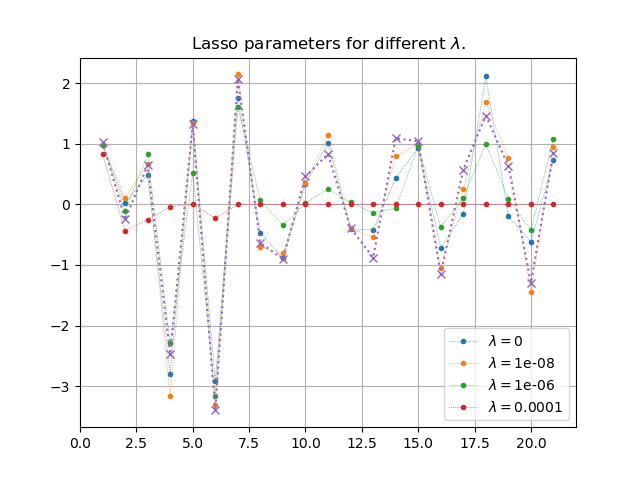 Lasso parameters for different λ.
2
1
0
−1
−2
−3
λ = 0
λ = 1e-08
λ = 1e-06
λ = 0.0001
0.0 2.5 5.0 7.5 10.0 12.5 15.0 17.5 20.0